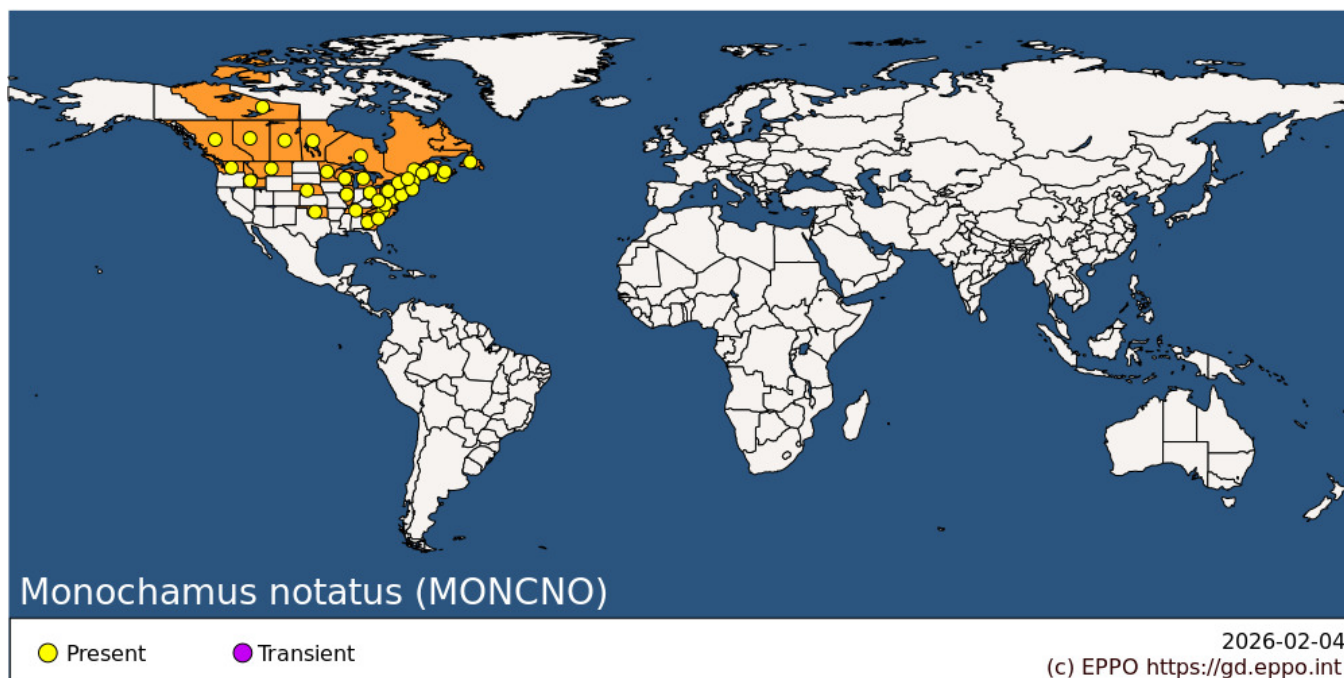 Monochamus notatus (MONCNO)
Present
Transient
2026-02-04
(c) EPPO https://gd.eppo.int